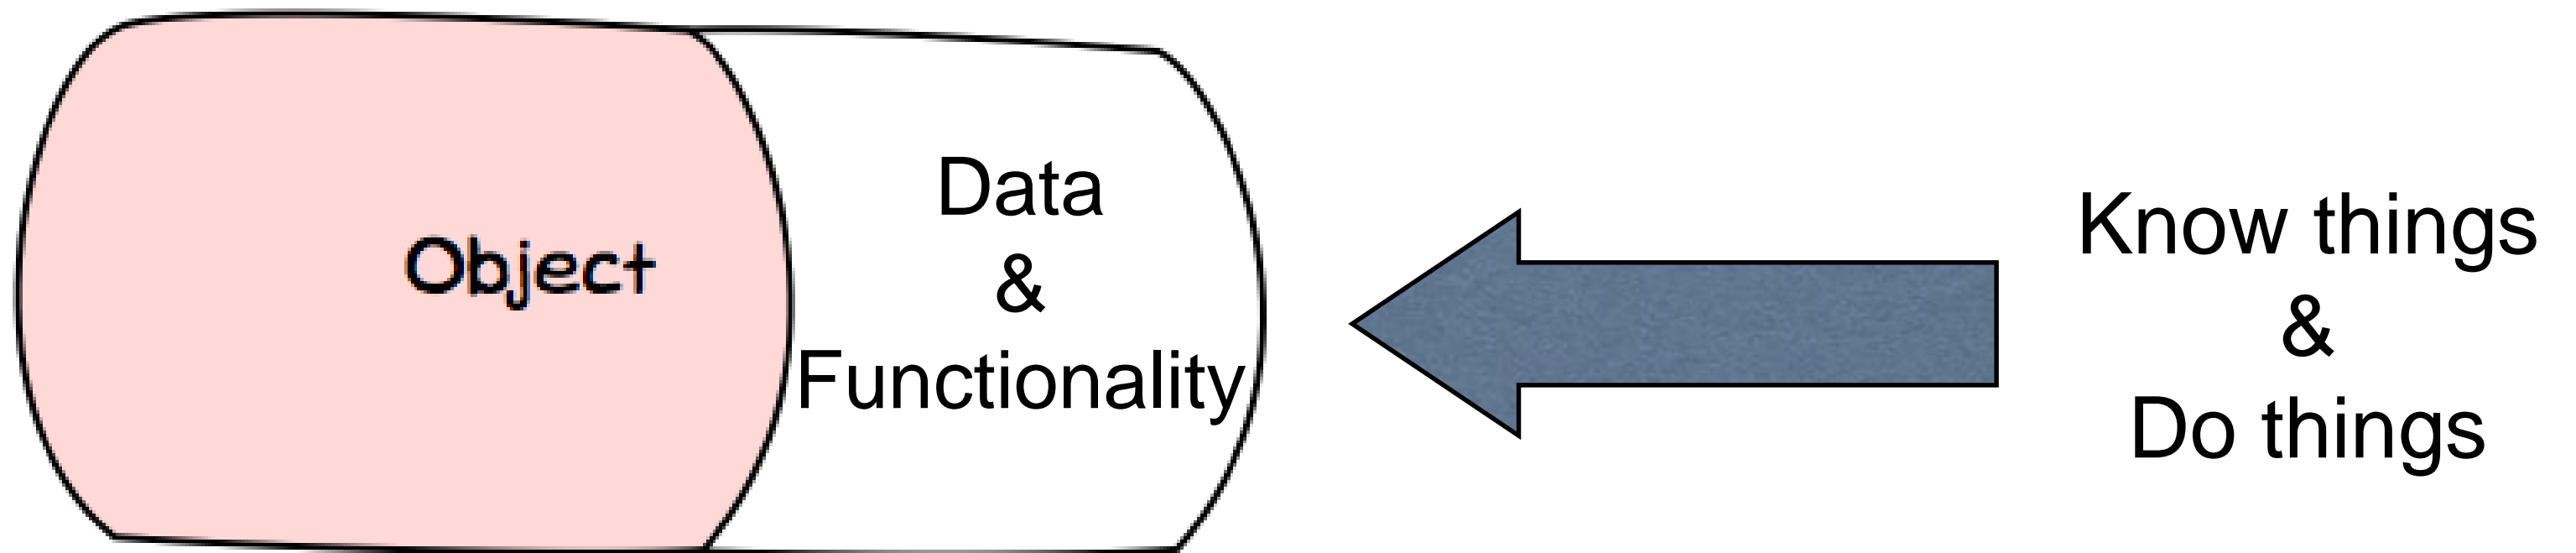 Object
Data
&
Functionality
Know things
&
Do things